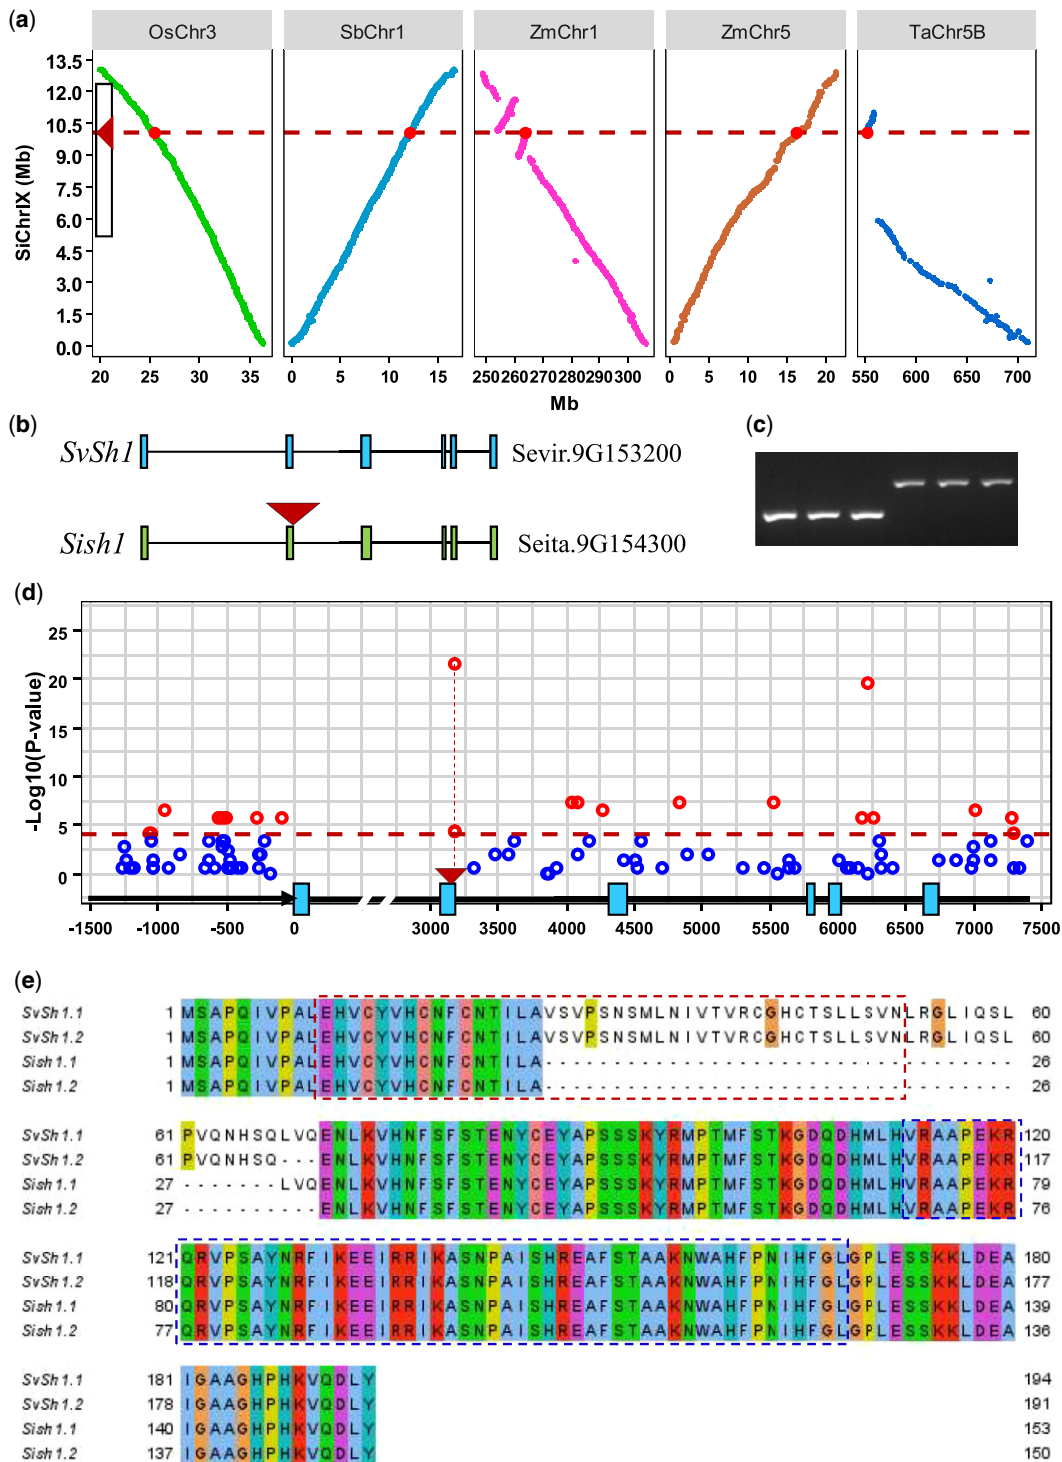 (a)
OsChr3 SbChr1 ZmChr1 ZmChr5 TaChr5B
SiChrIX (Mb)
13.5
12.0
10.5
9.0
7.5
6.0
4.5
3.0
1.5
0.0
20 25 30 35 0 5 10 15 250 260 270 280 290 300 0 5 10 15 20 550 600 650 700
Mb
(b)
SvSh1 Sevir.9G153200
Sish1 Seita.9G154300
(c)
(d)
-Log10(P-value)
25
20
15
10
5
0
-1500 -1000 -500 0 3000 3500 4000 4500 5000 5500 6000 6500 7000 7500
(e)
SvSh1.1 1 MSAPQIVPALEHVCYVHCNFCNTILAVSVPSNSMLNIVTVRCGHCTSLLSVNLRGLIQSL 60
SvSh1.2 1 MSAPQIVPALEHVCYVHCNFCNTILAVSVPSNSMLNIVTVRCGHCTSLLSVNLRGLIQSL 60
Sish1.1 1 MSAPQIVPALEHVCYVHCNFCNTILA---------------------------------- 26
Sish1.2 1 MSAPQIVPALEHVCYVHCNFCNTILA---------------------------------- 26
SvSh1.1 61 PVQNHSQLVQENLKVHNFSFSTENYCEYAPSSSKYRMPTMFSTKGDQDHMLHVRAAPEKR 120
SvSh1.2 61 PVQNHSQ---ENLKVHNFSFSTENYCEYAPSSSKYRMPTMFSTKGDQDHMLHVRAAPEKR 117
Sish1.1 27 -------LVQENLKVHNFSFSTENYCEYAPSSSKYRMPTMFSTKGDQDHMLHVRAAPEKR 79
Sish1.2 27 ----------ENLKVHNFSFSTENYCEYAPSSSKYRMPTMFSTKGDQDHMLHVRAAPEKR 76
SvSh1.1 121 QRVPSAYNRFIKEEIRRIKASNPAISHREAFSTAAKNWAHFPNIHFGLGPLESSKKLDEA 180
SvSh1.2 118 QRVPSAYNRFIKEEIRRIKASNPAISHREAFSTAAKNWAHFPNIHFGLGPLESSKKLDEA 177
Sish1.1 80 QRVPSAYNRFIKEEIRRIKASNPAISHREAFSTAAKNWAHFPNIHFGLGPLESSKKLDEA 139
Sish1.2 77 QRVPSAYNRFIKEEIRRIKASNPAISHREAFSTAAKNWAHFPNIHFGLGPLESSKKLDEA 136
SvSh1.1 181 IGAAGHPHKVQDLY 194
SvSh1.2 178 IGAAGHPHKVQDLY 191
Sish1.1 140 IGAAGHPHKVQDLY 153
Sish1.2 137 IGAAGHPHKVQDLY 150